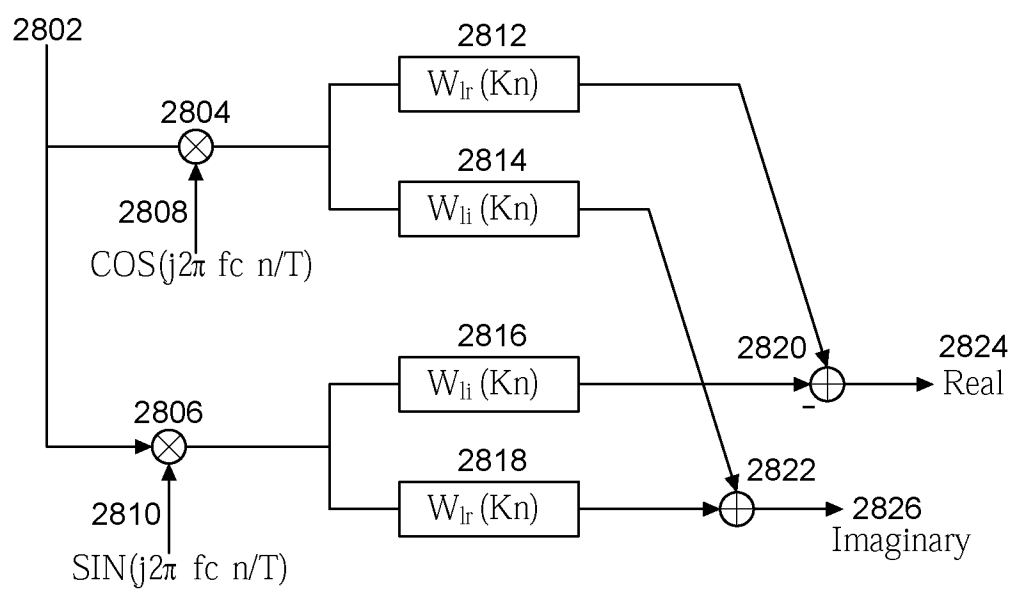 2802
2812
W_lr (Kn)
2804
2814
W_li (Kn)
2808
COS(j2π fc n/T)
2816
W_li (Kn)
2820
-
2824
Real
2806
2818
W_lr (Kn)
2822
2810
2826
Imaginary
SIN(j2π fc n/T)